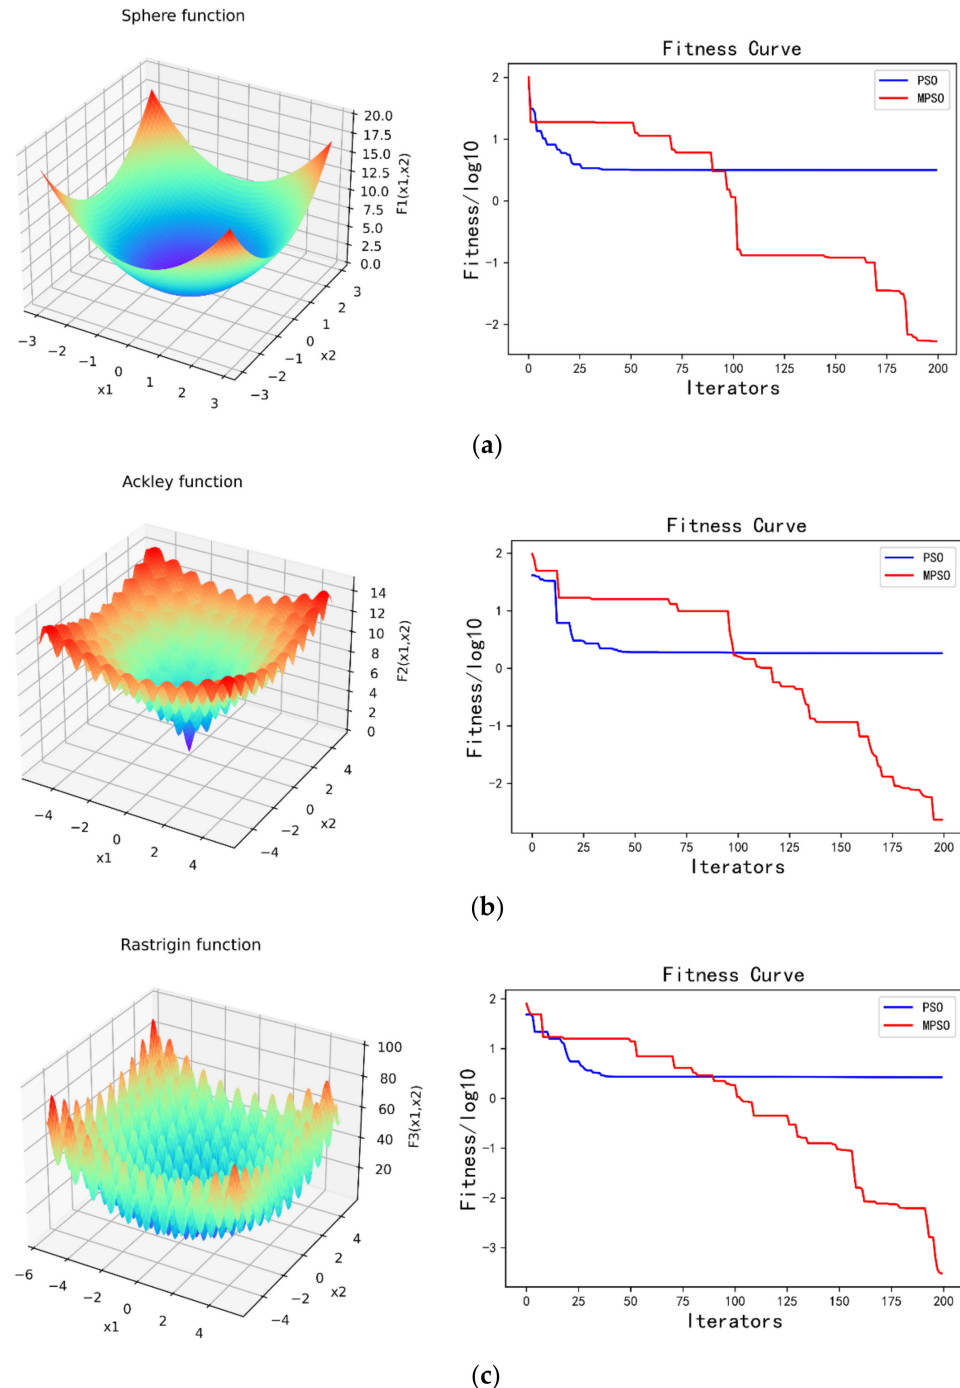 Sphere function
20.0
17.5
15.0
12.5
10.0
7.5
5.0
2.5
0.0
F1(x1,x2)
−3 −2 −1 0 1 2 3
x1
−3 −2 −1 0 1 2 3
x2
Fitness Curve
PSO
MPSO
2
1
0
-1
-2
Fitness/log10
0 25 50 75 100 125 150 175 200
Iterators
(a)
Ackley function
14
12
10
8
6
4
2
0
F2(x1,x2)
−4 −2 0 2 4
x1
−4 −2 0 2 4
x2
Fitness Curve
PSO
MPSO
2
1
0
-1
-2
Fitness/log10
0 25 50 75 100 125 150 175 200
Iterators
(b)
Rastrigin function
100
80
60
40
20
F3(x1,x2)
−6 −4 −2 0 2 4
x1
−4 −2 0 2 4
x2
Fitness Curve
PSO
MPSO
2
1
0
-1
-2
-3
Fitness/log10
0 25 50 75 100 125 150 175 200
Iterators
(c)